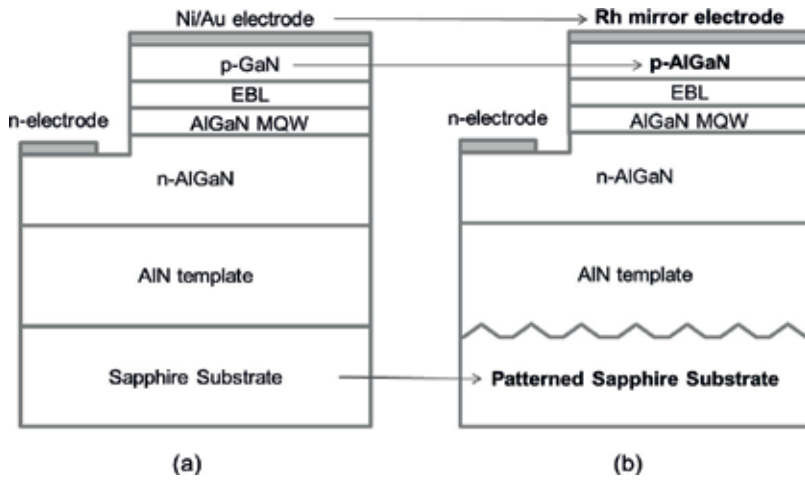 Ni/Au electrode
p-GaN
EBL
n-electrode
AlGaN MQW
n-AlGaN
AlN template
Sapphire Substrate
(a)
Rh mirror electrode
p-AlGaN
EBL
n-electrode
AlGaN MQW
n-AlGaN
AlN template
Patterned Sapphire Substrate
(b)